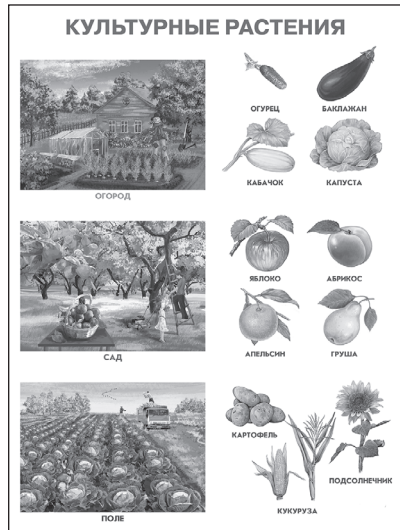 КУЛЬТУРНЫЕ РАСТЕНИЯ
ОГУРЕЦ
БАКЛАЖАН
КАБАЧОК
КАПУСТА
ОГОРОД
ЯБЛОКО
АБРИКОС
АПЕЛЬСИН
ГРУША
САД
КАРТОФЕЛЬ
ПОДСОЛНЕЧНИК
КУКУРУЗА
ПОЛЕ